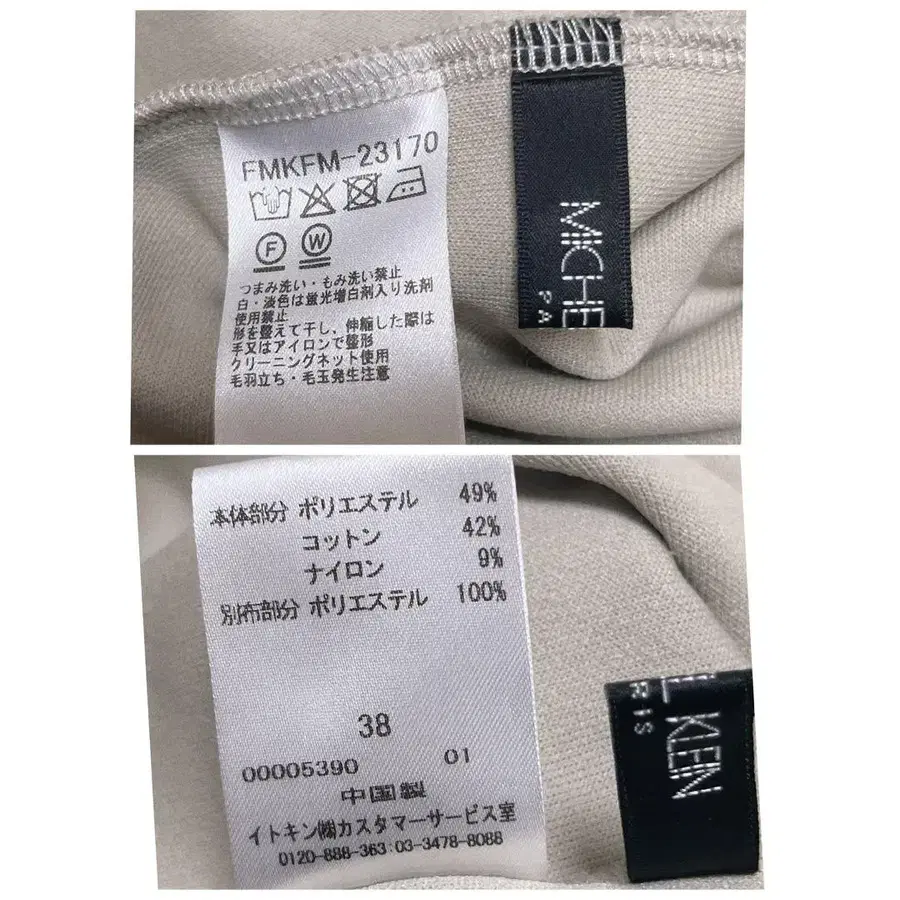 FMKFM-23170
F W
つまみ洗い・もみ洗い禁止
白・淡色は蛍光増白剤入り洗剤
使用禁止
形を整えて干し、伸縮した際は
手又はアイロンで整形
クリーニングネット使用
毛羽立ち・毛玉発生注意
MICHE
PA
本体部分 ポリエステル 49%
コットン 42%
ナイロン 9%
別布部分 ポリエステル 100%
38
00005390 01
中国製
イトキン㈱カスタマーサービス室
0120-888-363 03-3478-8088
EL KLEIN
RIS